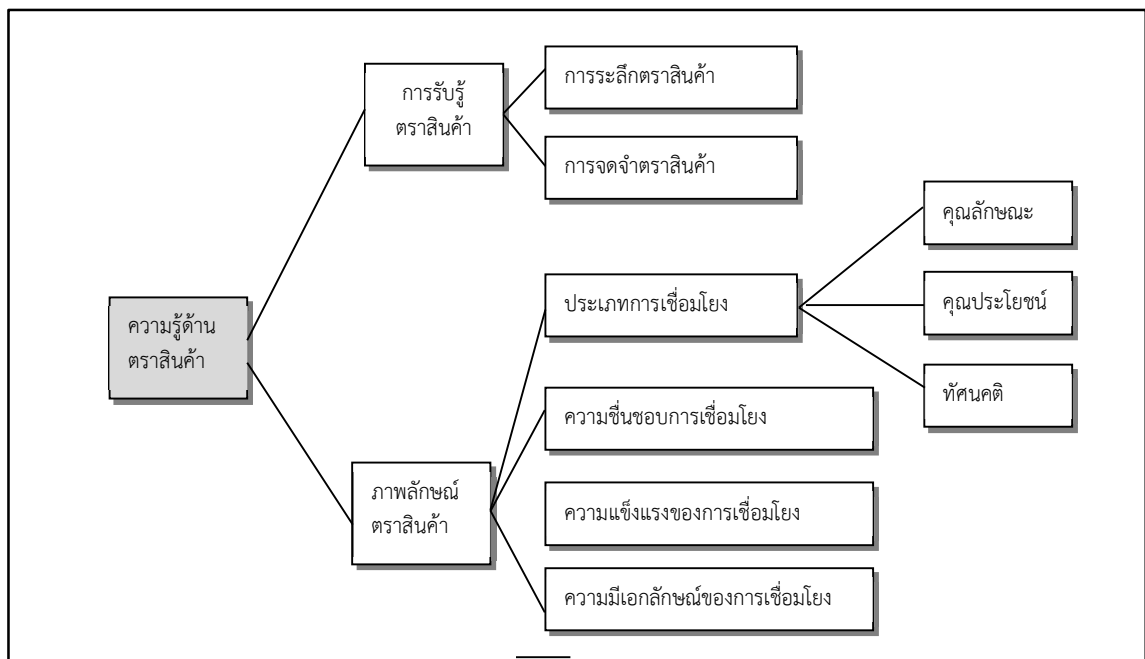 การรับรู้
ตราสินค้า
การระลึกตราสินค้า
การจดจำตราสินค้า
ความรู้ด้าน
ตราสินค้า
ภาพลักษณ์
ตราสินค้า
ประเภทการเชื่อมโยง
ความชื่นชอบการเชื่อมโยง
ความแข็งแรงของการเชื่อมโยง
ความมีเอกลักษณ์ของการเชื่อมโยง
คุณลักษณะ
คุณประโยชน์
ทัศนคติ